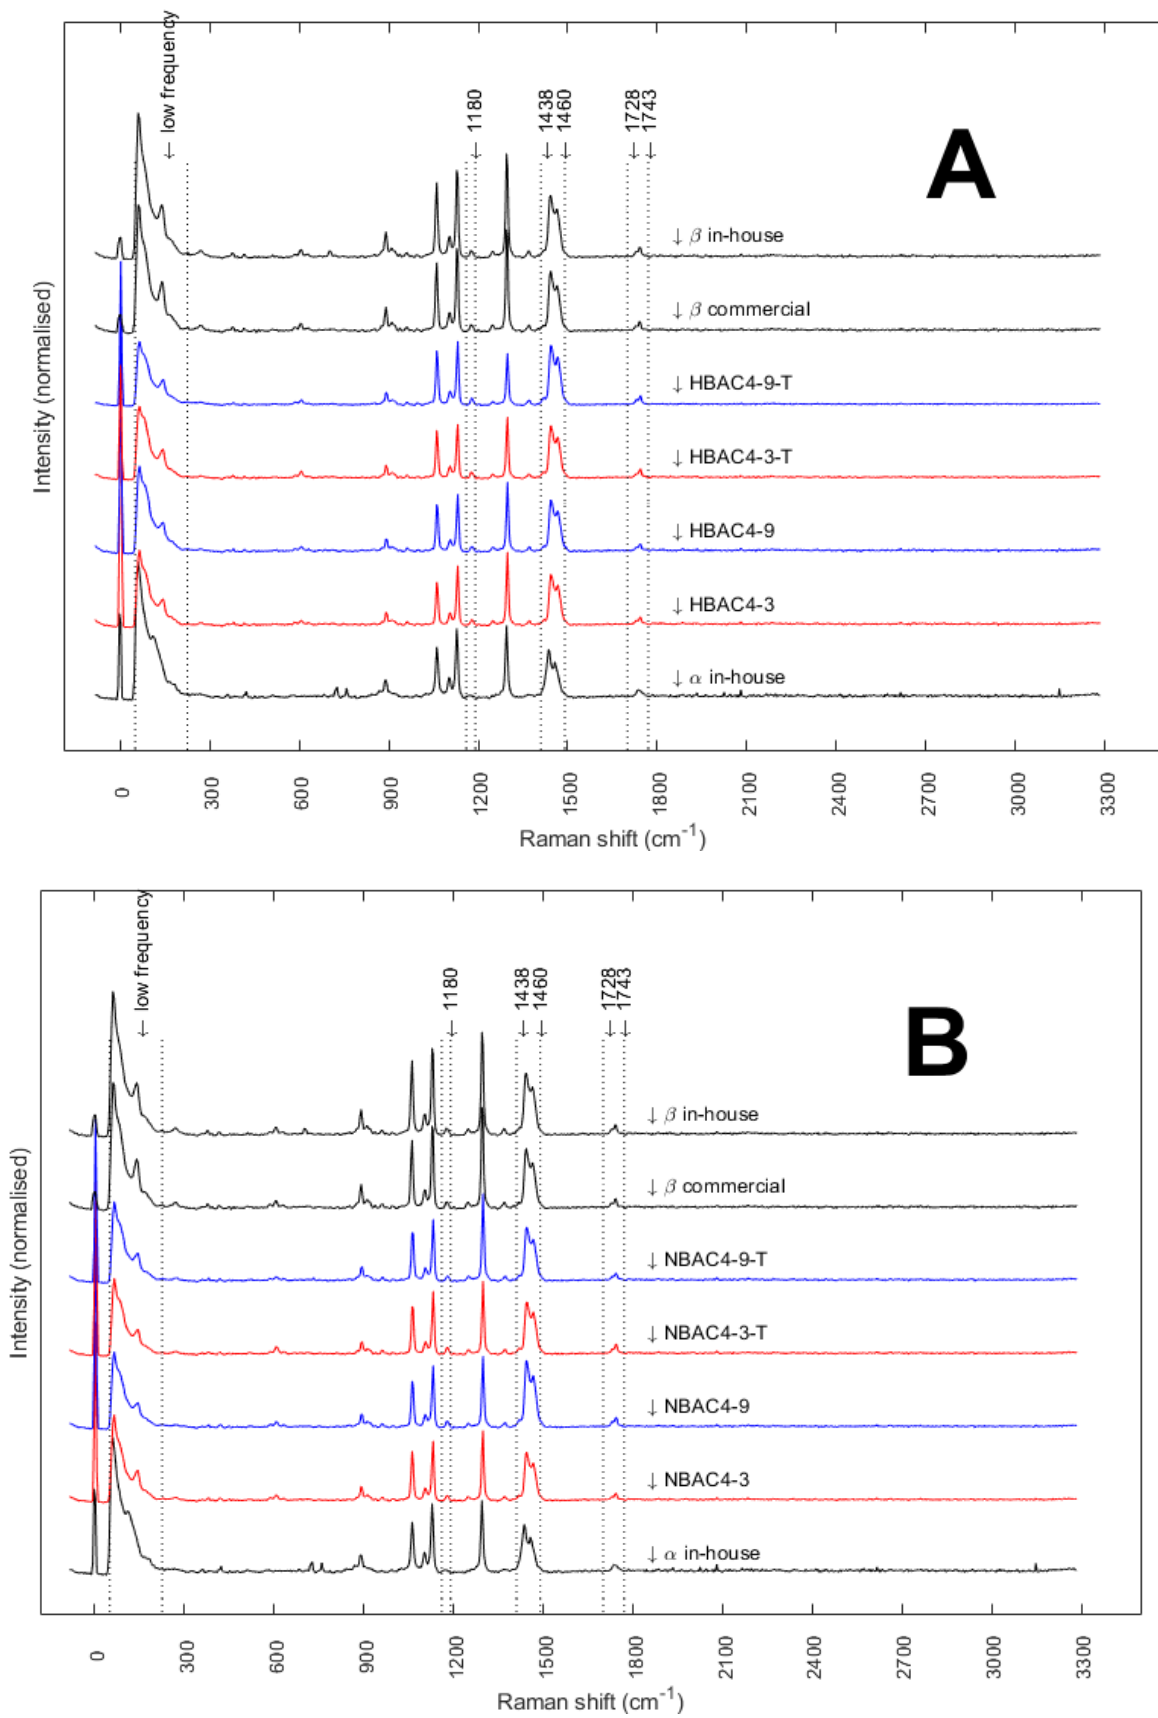 low frequency
1180
1438
1460
1728
1743
A
↓ β in-house
↓ β commercial
↓ HBAC4-9-T
↓ HBAC4-3-T
↓ HBAC4-9
↓ HBAC4-3
↓ α in-house
Intensity (normalised)
0 300 600 900 1200 1500 1800 2100 2400 2700 3000 3300
Raman shift (cm⁻¹)
low frequency
1180
1438
1460
1728
1743
B
↓ β in-house
↓ β commercial
↓ NBAC4-9-T
↓ NBAC4-3-T
↓ NBAC4-9
↓ NBAC4-3
↓ α in-house
Intensity (normalised)
0 300 600 900 1200 1500 1800 2100 2400 2700 3000 3300
Raman shift (cm⁻¹)